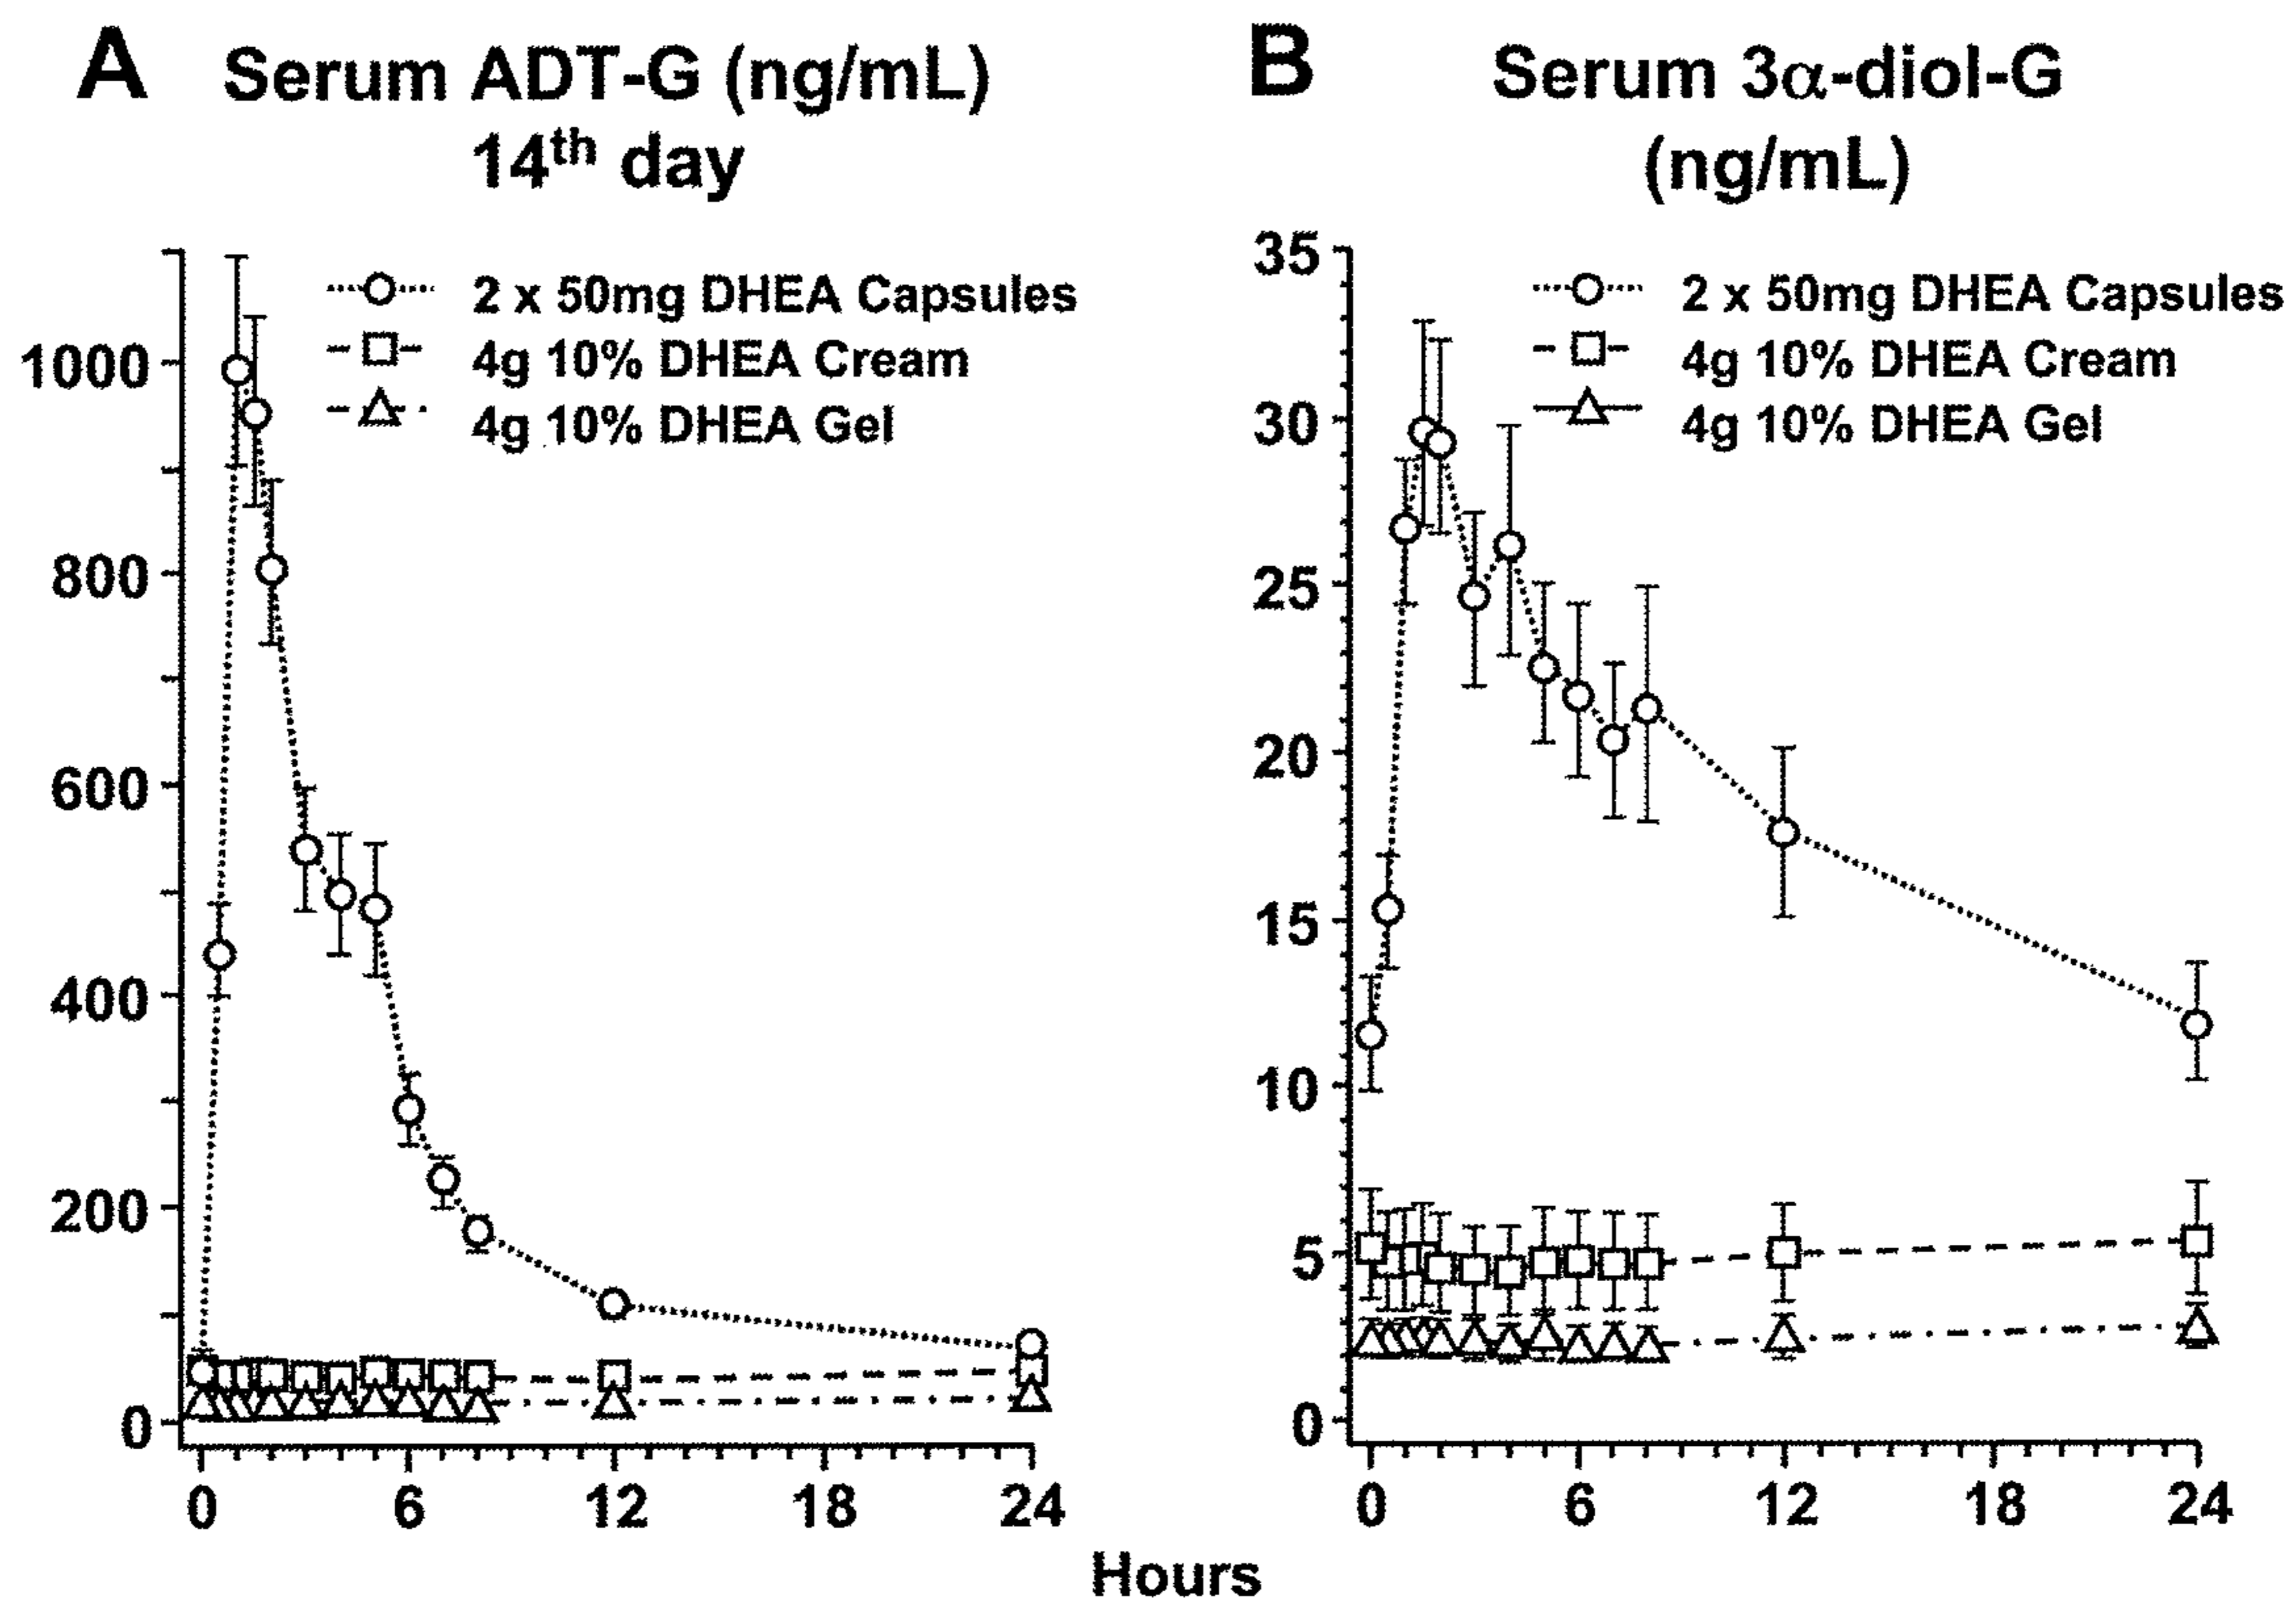 A Serum ADT-G (ng/mL)
14th day
2 x 50mg DHEA Capsules
4g 10% DHEA Cream
4g 10% DHEA Gel
1000
800
600
400
200
0
0 6 12 18 24
B Serum 3α-diol-G
(ng/mL)
2 x 50mg DHEA Capsules
4g 10% DHEA Cream
4g 10% DHEA Gel
35
30
25
20
15
10
5
0
0 6 12 18 24
Hours